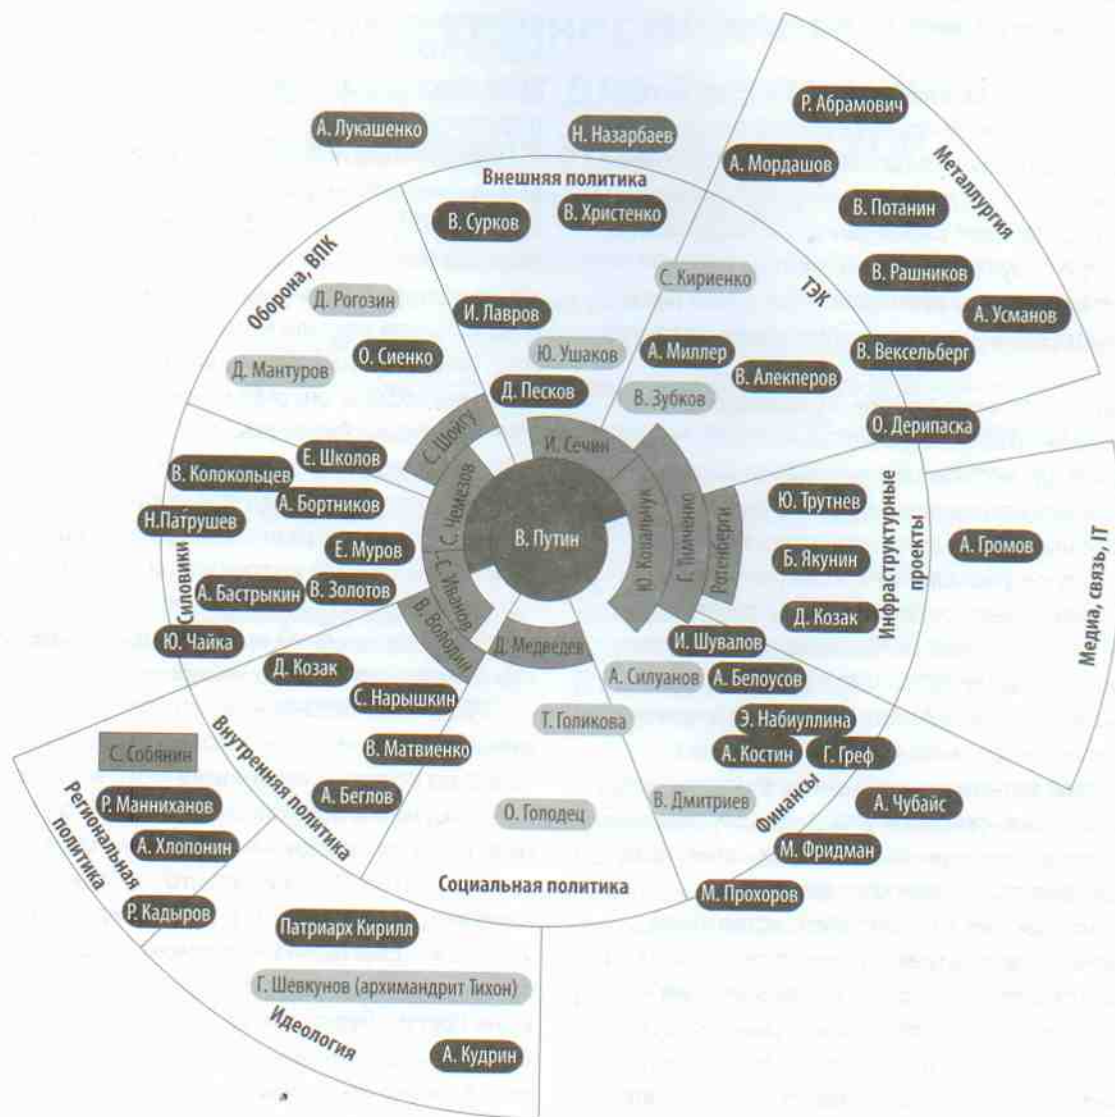 Р. Абрамович
А. Лукашенко
Н. Назарбаев
А. Мордашов
Металлургия
Внешняя политика
В. Сурков
В. Христенко
В. Потанин
Оборона, ВПК
С. Кириенко
ТЭК
В. Рашников
Д. Рогозин
И. Лавров
А. Усманов
О. Сиенко
Ю. Ушаков
А. Миллер
В. Вексельберг
Д. Мантуров
Д. Песков
В. Зубков
В. Алекперов
С. Шойгу
И. Сечин
О. Дерипаска
Е. Школов
В. Колокольцев
А. Бортников
С. Чемезов
Ю. Ковальчук
Г. Тимченко
Ротенберги
Ю. Трутнев
Инфраструктурные
проекты
Медиа, связь, IT
Н.Патрушев
Е. Муров
В. Путин
Б. Якунин
А. Громов
Силовики
А. Бастрыкин
В. Золотов
С. Иванов
В. Володин
Д. Козак
Ю. Чайка
Д. Медведев
И. Шувалов
Д. Козак
С. Нарышкин
А. Силуанов
А. Белоусов
Т. Голикова
Э. Набиуллина
С. Собянин
В. Матвиенко
А. Костин
Г. Греф
Внутренняя политика
Р. Манниханов
А. Беглов
О. Голодец
В. Дмитриев
Финансы
А. Чубайс
Региональная
политика
А. Хлопонин
М. Фридман
Социальная политика
М. Прохоров
Р. Кадыров
Патриарх Кирилл
Г. Шевкунов (архимандрит Тихон)
Идеология
А. Кудрин